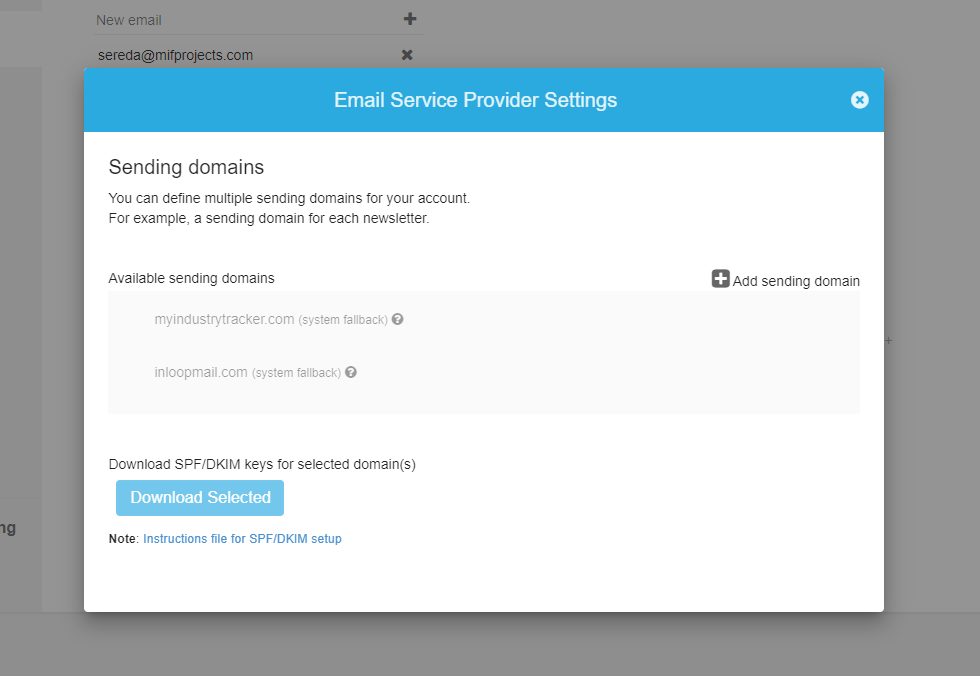 New email
sereda@mifprojects.com
Email Service Provider Settings
Sending domains
You can define multiple sending domains for your account.
For example, a sending domain for each newsletter.
Available sending domains
Add sending domain
myindustrytracker.com (system fallback)
inloopmail.com (system fallback)
Download SPF/DKIM keys for selected domain(s)
Download Selected
ng
Note: Instructions file for SPF/DKIM setup